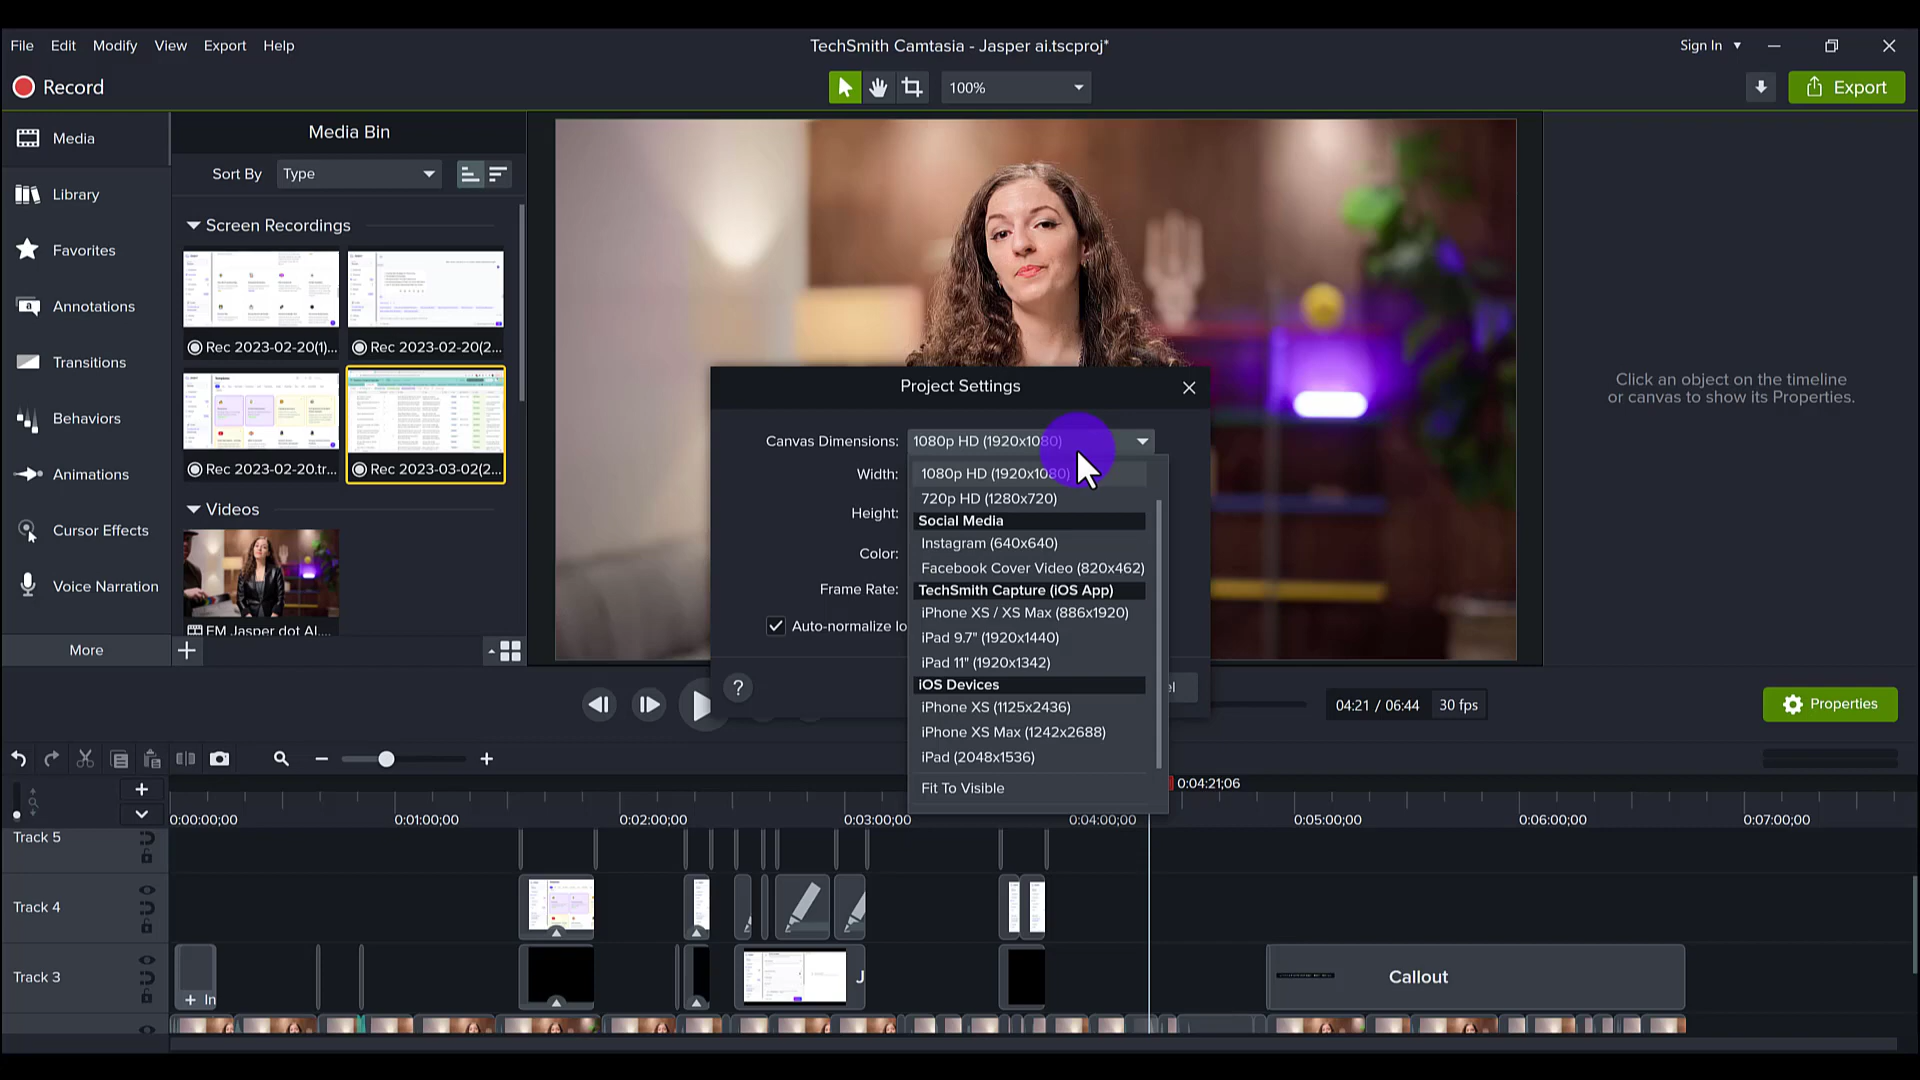 File Edit Modify View Export Help
TechSmith Camtasia - Jasper ai.tscproj*
Sign In
Record
100%
Export
Media
Library
Favorites
Annotations
Transitions
Behaviors
Animations
Cursor Effects
Voice Narration
More
Media Bin
Sort By Type
Screen Recordings
Rec 2023-02-20(1)... Rec 2023-02-20(2...
Rec 2023-02-20.tr... Rec 2023-03-02(2...
Videos
FM Jasper dot AI....
Click an object on the timeline
or canvas to show its Properties.
Project Settings
Canvas Dimensions: 1080p HD (1920x1080)
Width:
Height:
Color:
Frame Rate:
Auto-normalize lo
?
1080p HD (1920x1080)
720p HD (1280x720)
Social Media
Instagram (640x640)
Facebook Cover Video (820x462)
TechSmith Capture (iOS App)
iPhone XS / XS Max (886x1920)
iPad 9.7" (1920x1440)
iPad 11" (1920x1342)
iOS Devices
iPhone XS (1125x2436)
iPhone XS Max (1242x2688)
iPad (2048x1536)
Fit To Visible
el
04:21 / 06:44 30 fps
Properties
0:04:21;06
0:00:00;00 0:01:00;00 0:02:00;00 0:03:00;00 0:04:00;00 0:05:00;00 0:06:00;00 0:07:00;00
Track 5
Track 4
Track 3
+ In
J
Callout